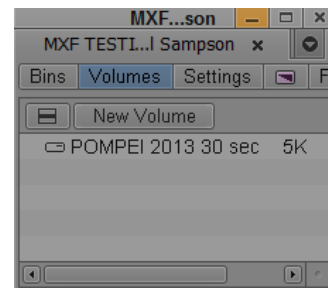 MXF...son
MXF TESTI...l Sampson
Bins Volumes Settings F
New Volume
POMPEI 2013 30 sec 5K